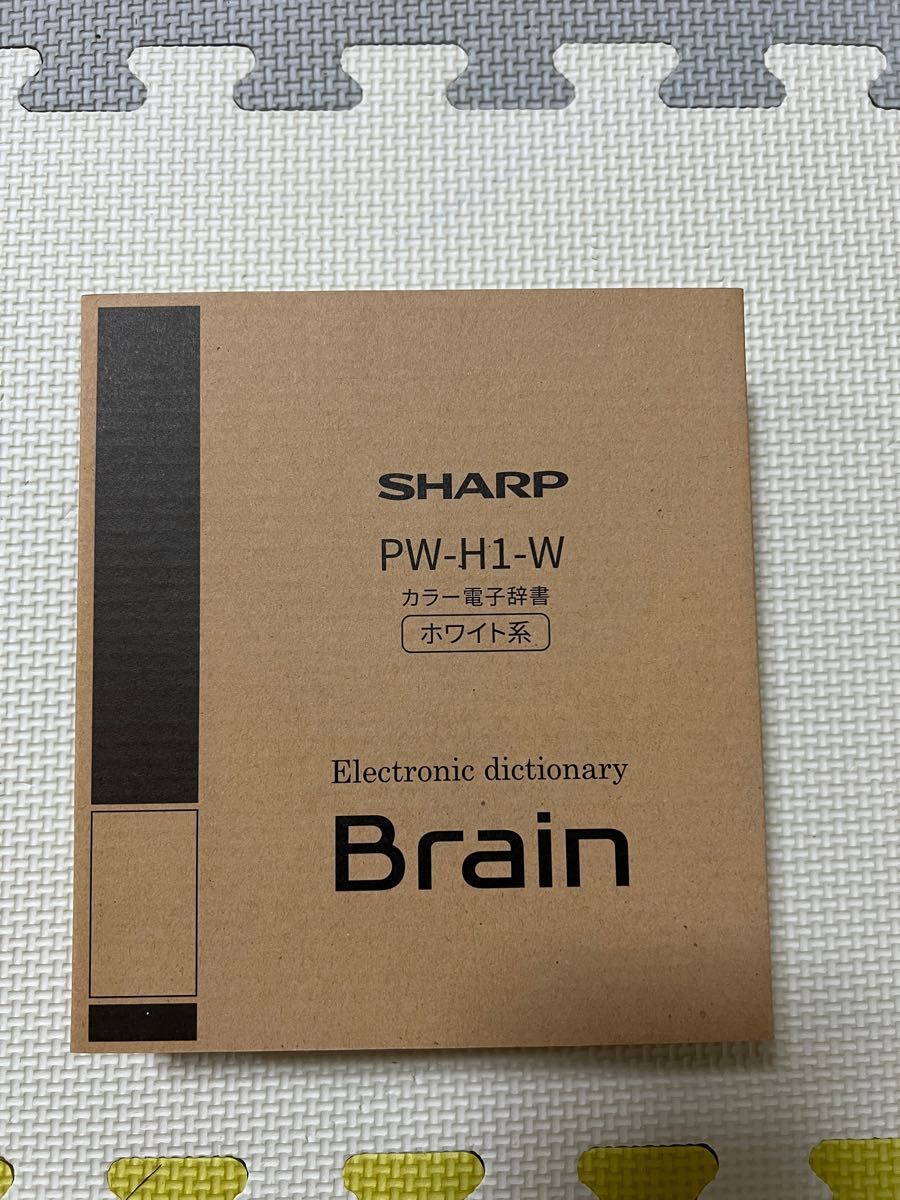 SHARP
PW-H1-W
カラー電子辞書
ホワイト系
Electronic dictionary
Brain